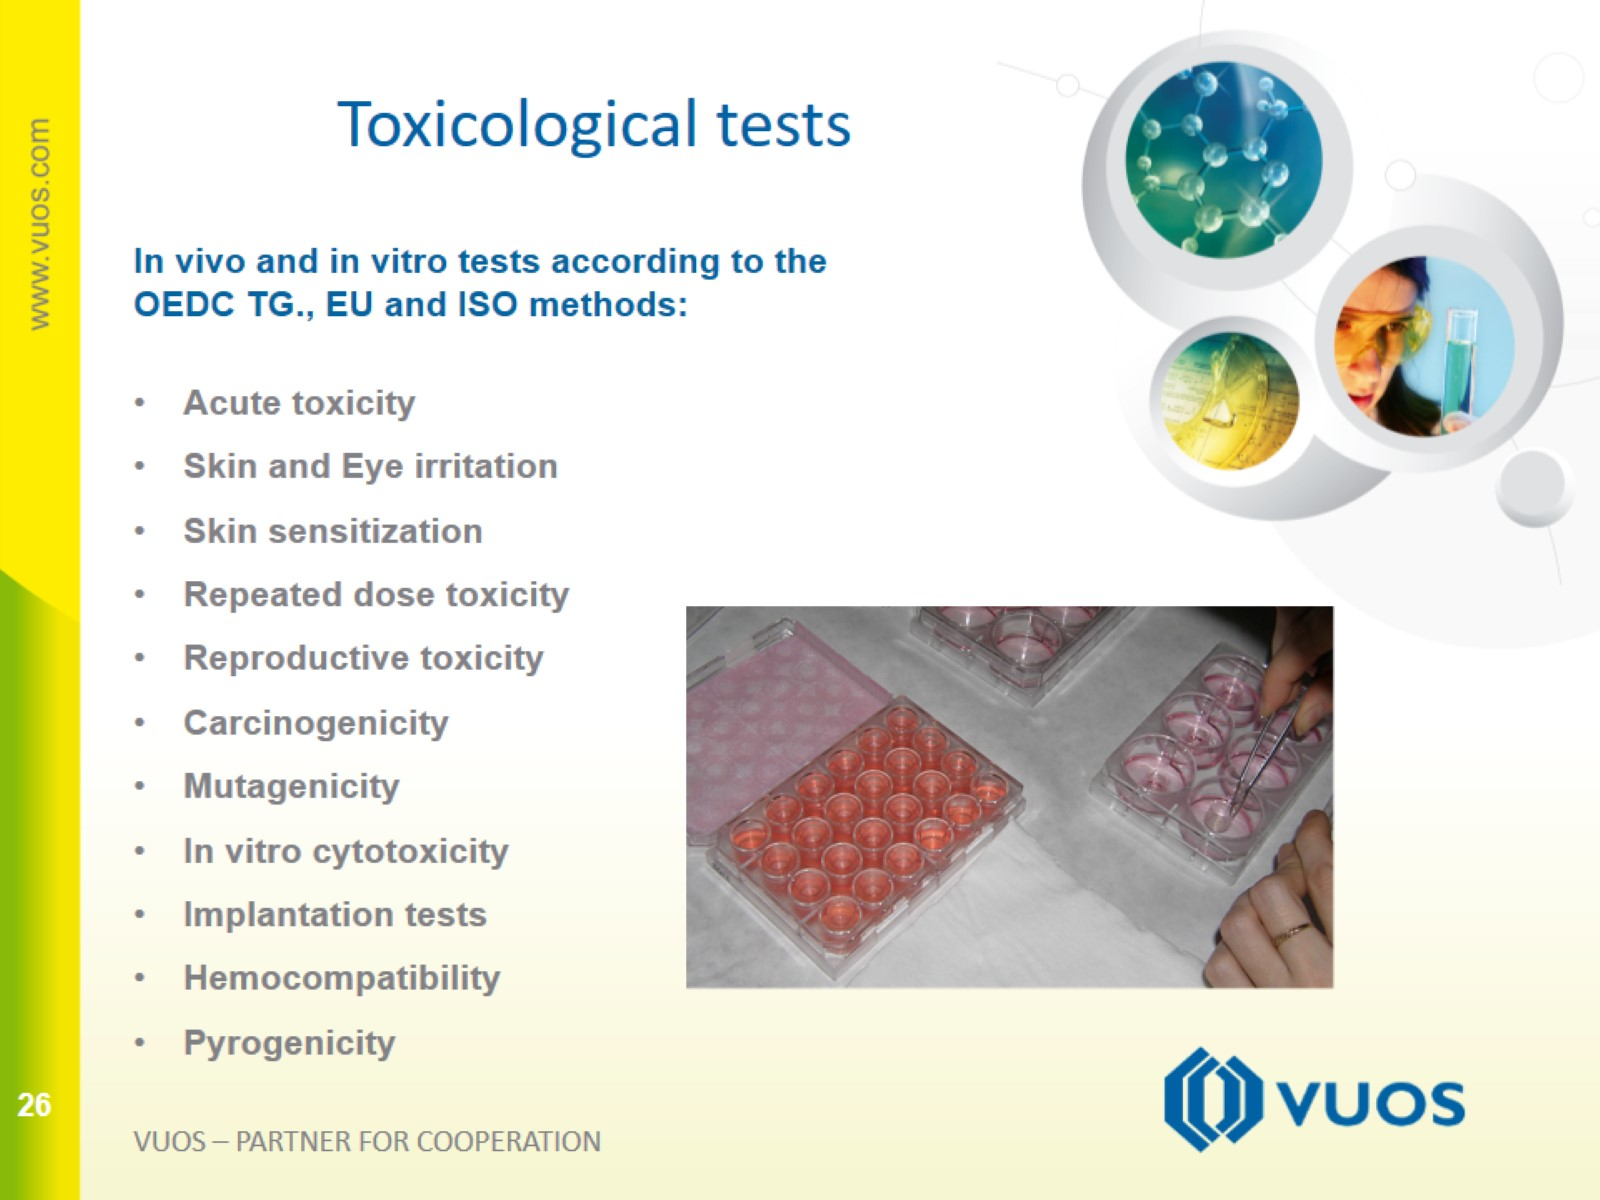 www.vuos.com
Toxicological tests
In vivo and in vitro tests according to the
OEDC TG., EU and ISO methods:
• Acute toxicity
• Skin and Eye irritation
• Skin sensitization
• Repeated dose toxicity
• Reproductive toxicity
• Carcinogenicity
• Mutagenicity
• In vitro cytotoxicity
• Implantation tests
• Hemocompatibility
• Pyrogenicity
26
VUOS – PARTNER FOR COOPERATION
VUOS